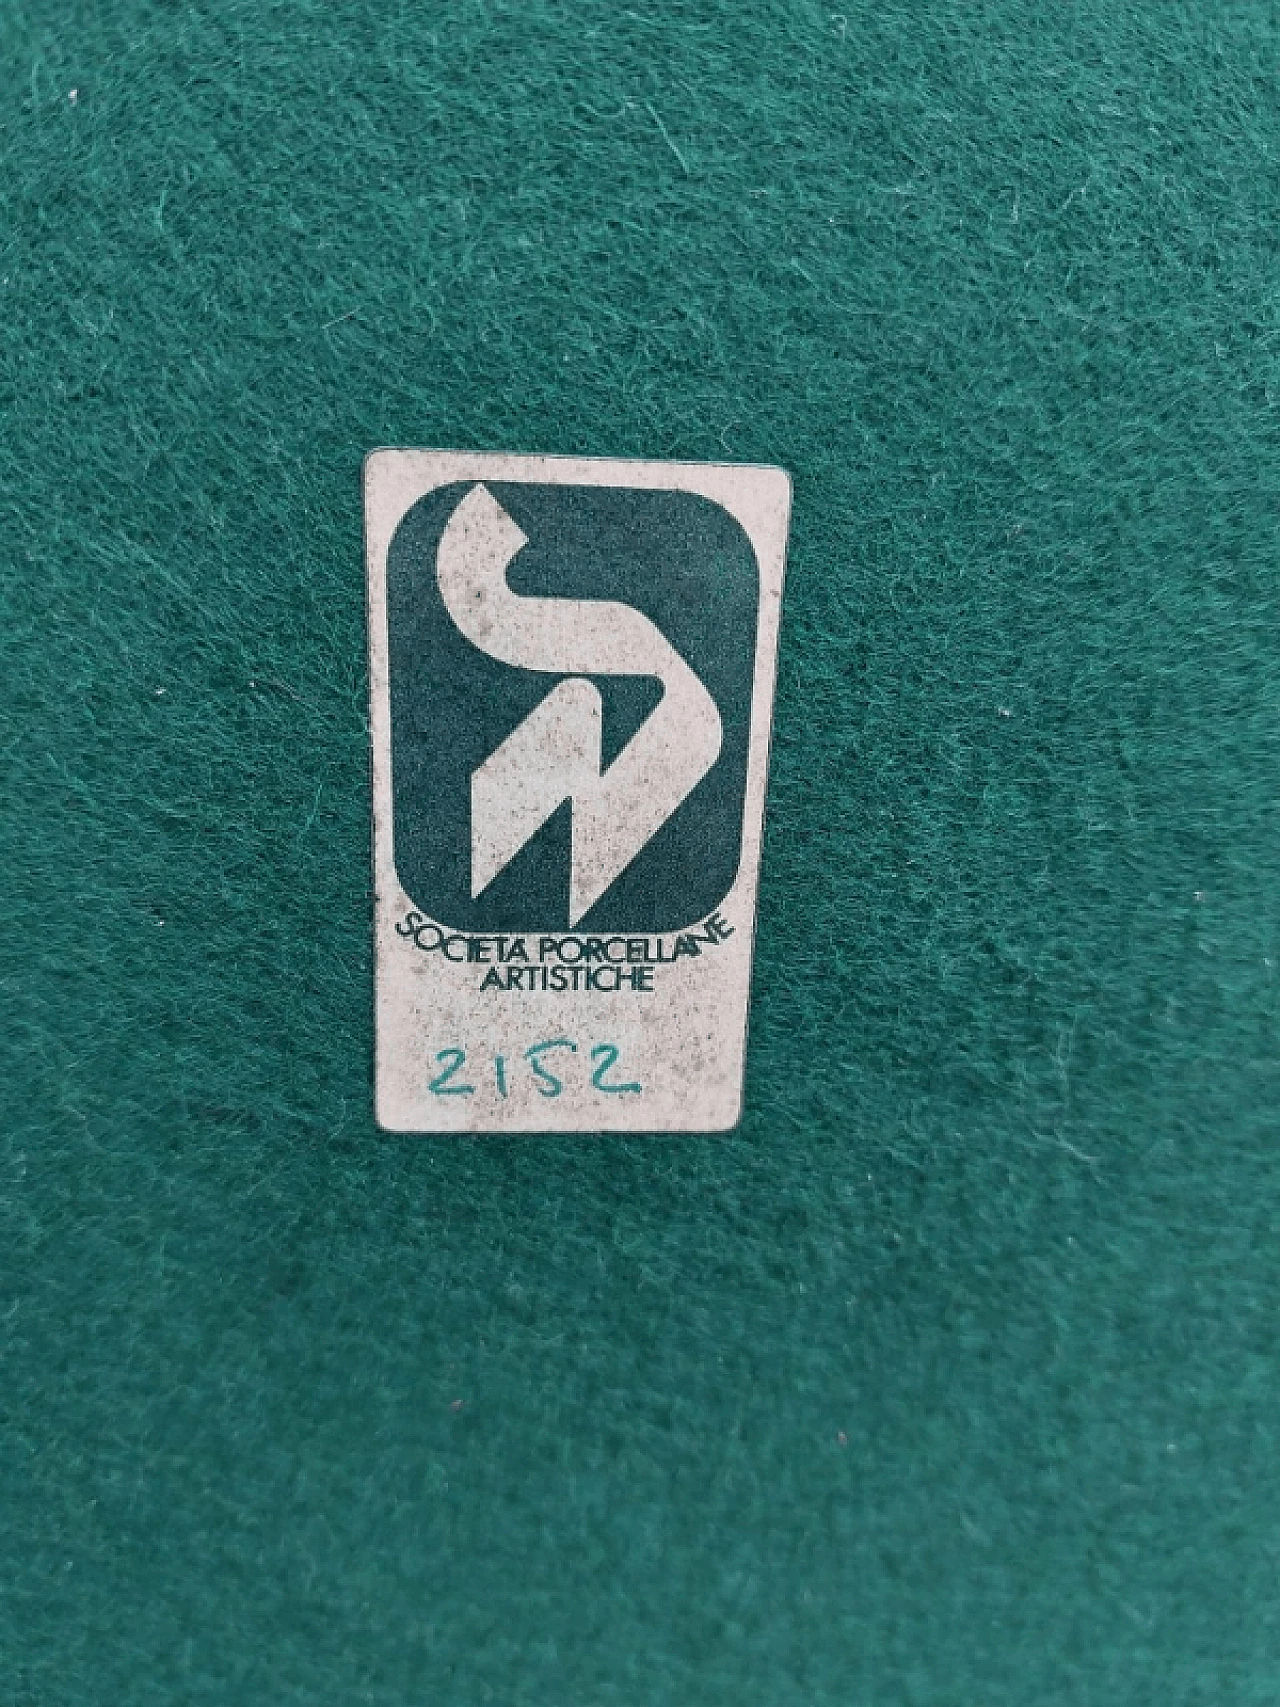 SOCIETA PORCELLANE
ARTISTICHE
2152